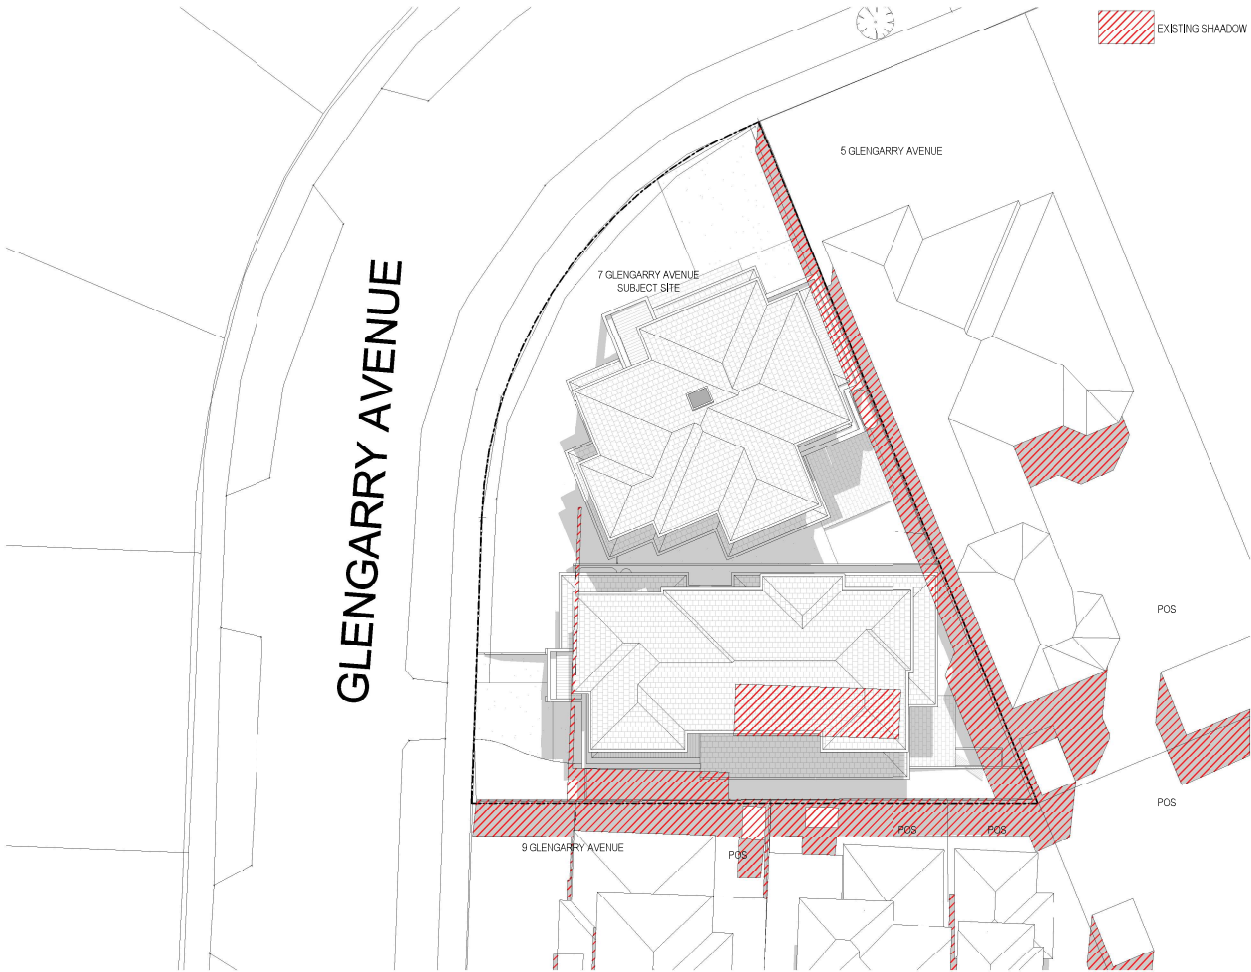 EXISTING SHAADOW
5 GLENGARRY AVENUE
7 GLENGARRY AVENUE
SUBJECT SITE
GLENGARRY AVENUE
POS
POS
POS
POS
9 GLENGARRY AVENUE
POS